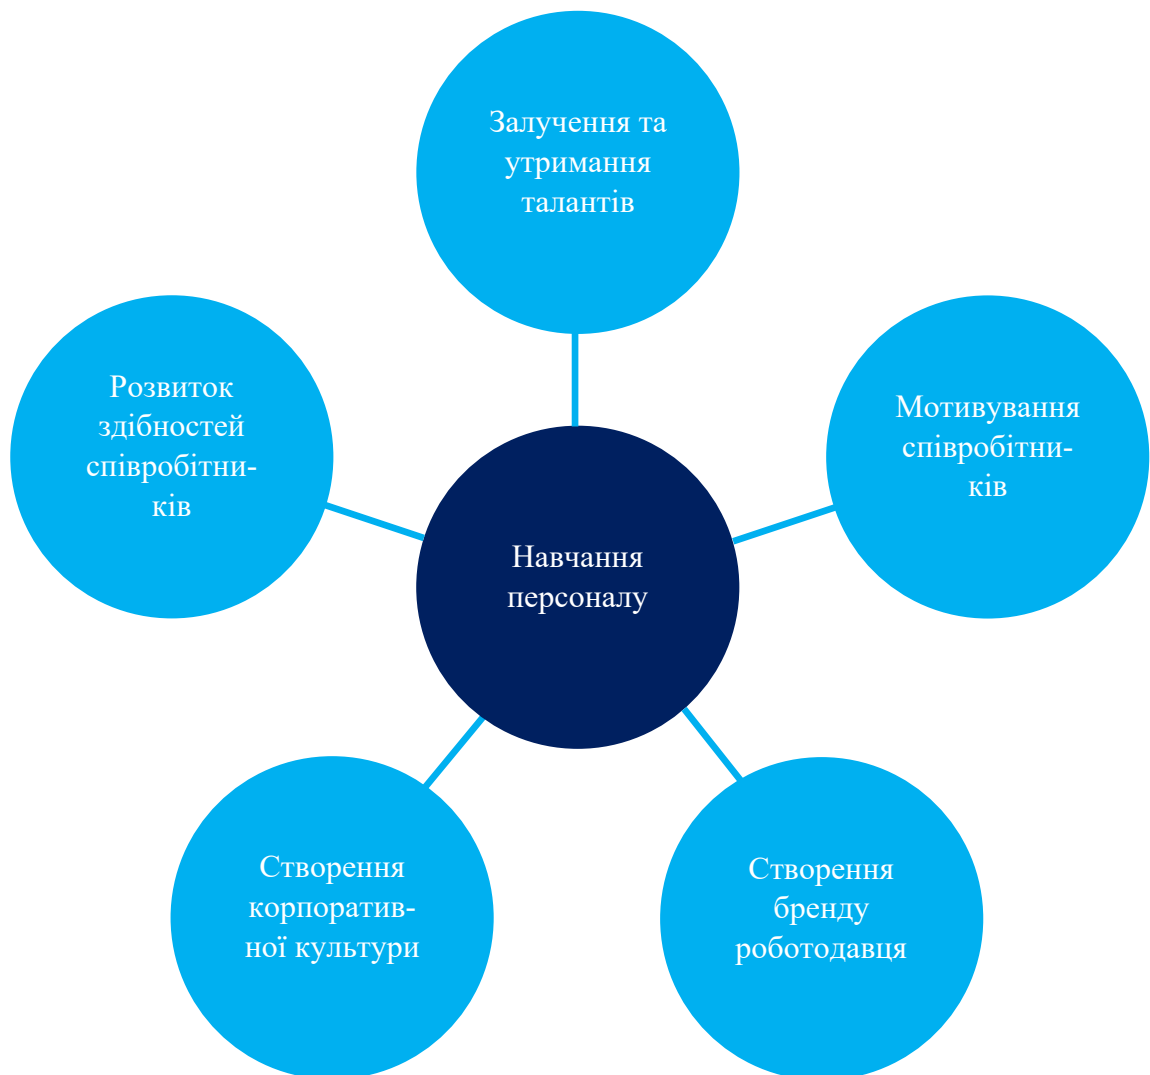 Залучення та
утримання
талантів
Розвиток
здібностей
співробітни-
ків
Мотивування
співробітни-
ків
Навчання
персоналу
Створення
корпоратив-
ної культури
Створення
бренду
роботодавця